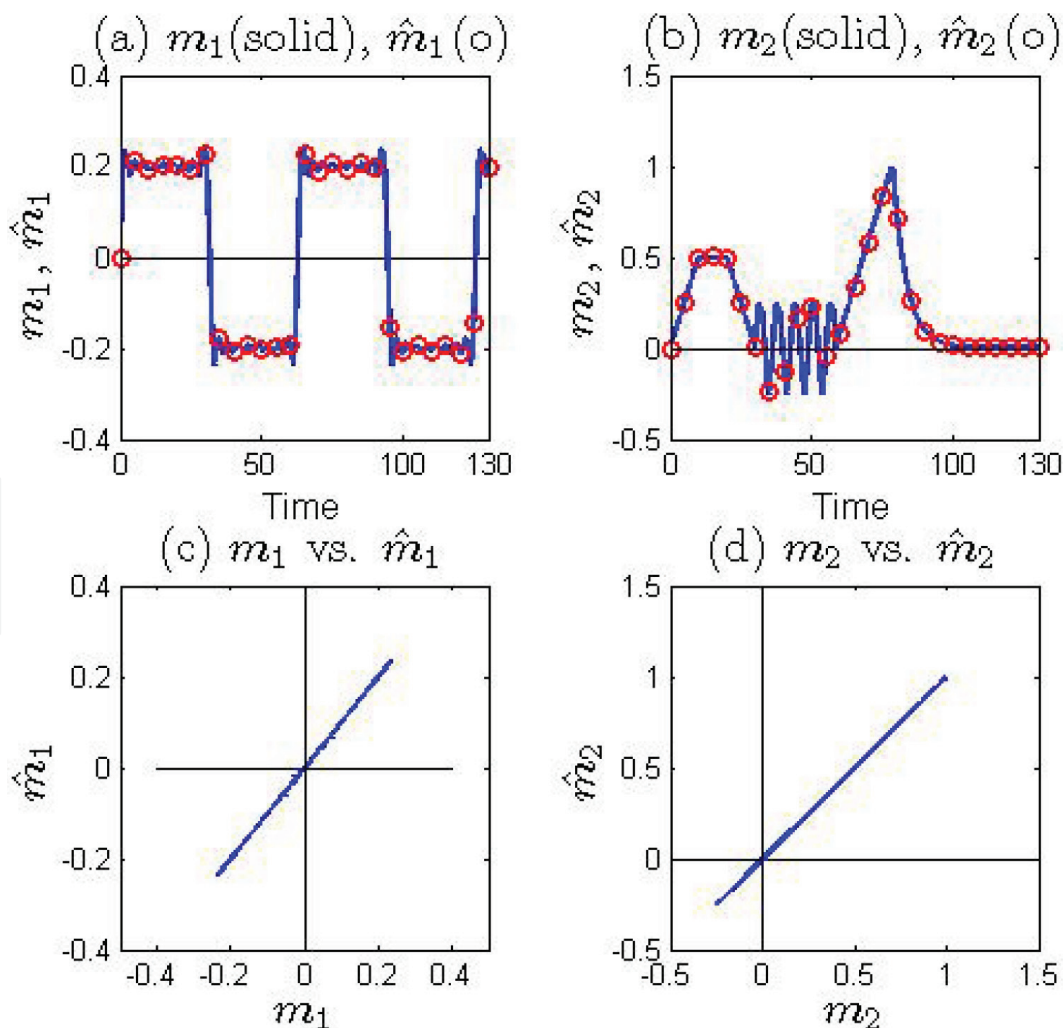 (a) m₁(solid), m̂₁(o)
0.4
0.2
0
-0.2
-0.4
m₁, m̂₁
0 50 100 130
Time
(b) m₂(solid), m̂₂(o)
1.5
1
0.5
0
-0.5
m₂, m̂₂
0 50 100 130
Time
(c) m₁ vs. m̂₁
0.4
0.2
0
-0.2
-0.4
m̂₁
-0.4 -0.2 0 0.2 0.4
m₁
(d) m₂ vs. m̂₂
1.5
1
0.5
0
-0.5
m̂₂
-0.5 0 0.5 1 1.5
m₂